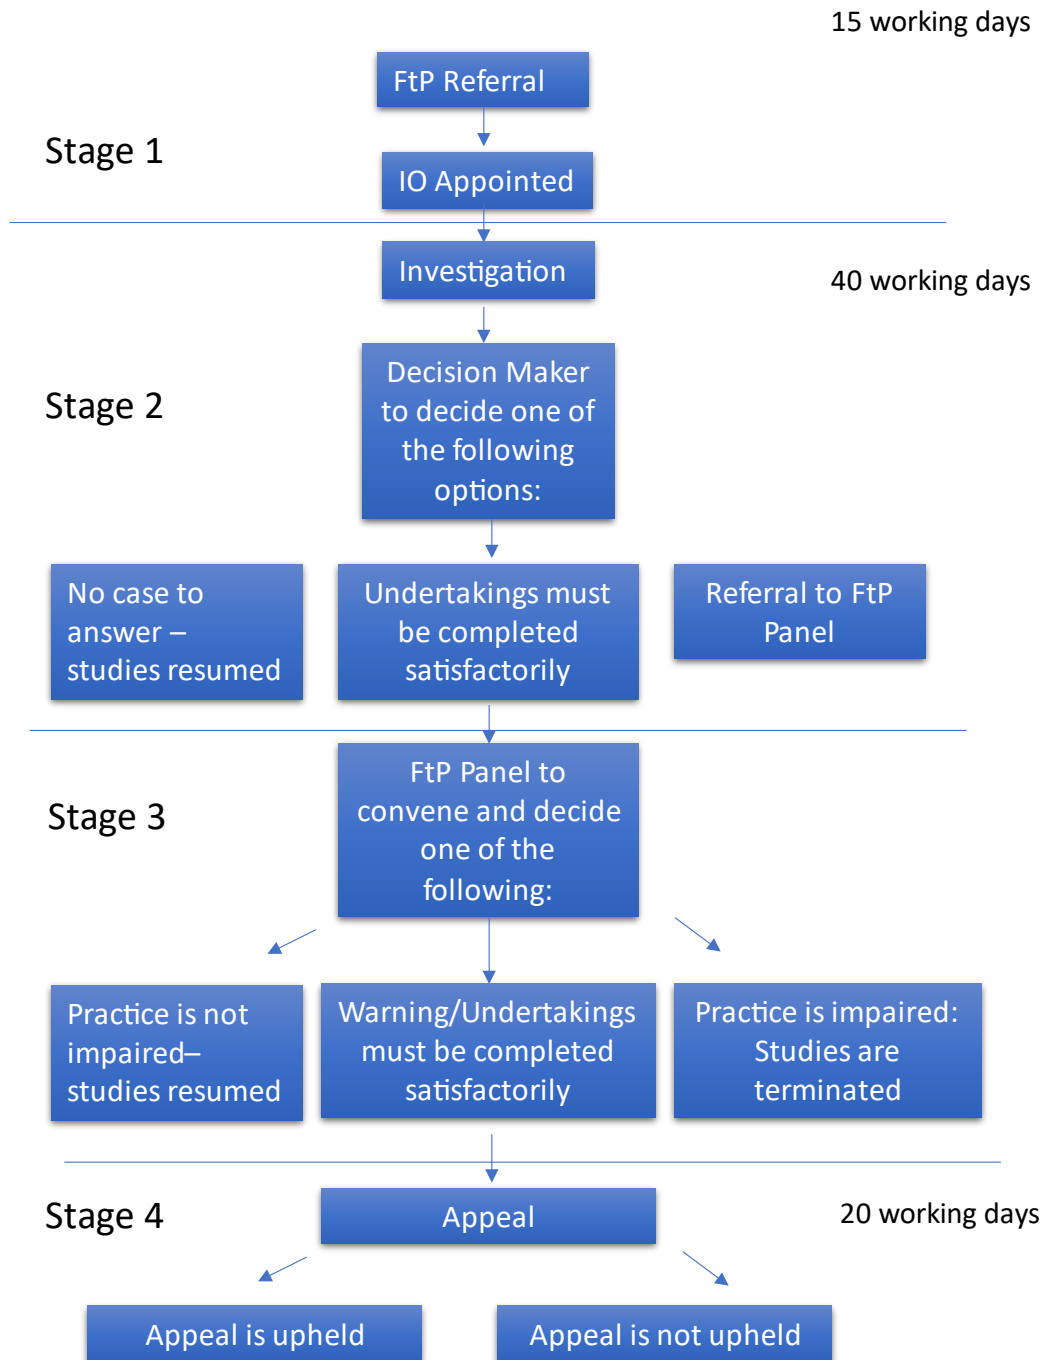 15 working days
FtP Referral
Stage 1
IO Appointed
Investigation
40 working days
Stage 2
Decision Maker
to decide one of
the following
options:
No case to
answer –
studies resumed
Undertakings must
be completed
satisfactorily
Referral to FtP
Panel
Stage 3
FtP Panel to
convene and decide
one of the
following:
Practice is not
impaired–
studies resumed
Warning/Undertakings
must be completed
satisfactorily
Practice is impaired:
Studies are
terminated
Stage 4
Appeal
20 working days
Appeal is upheld
Appeal is not upheld